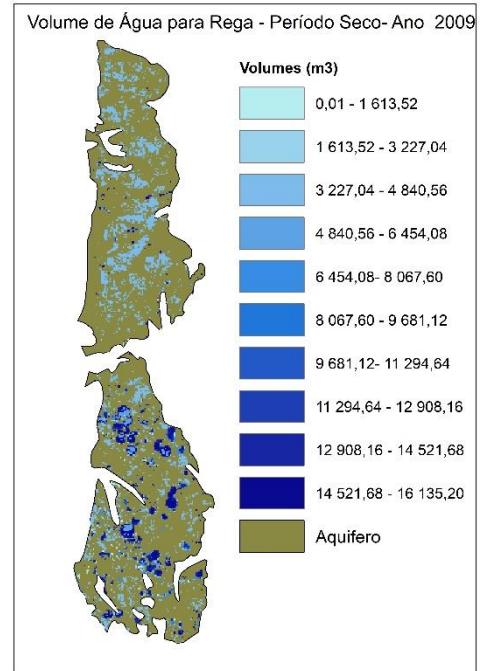 Volume de Água para Rega - Período Seco- Ano 2009
Volumes (m3)
0,01 - 1 613,52
1 613,52 - 3 227,04
3 227,04 - 4 840,56
4 840,56 - 6 454,08
6 454,08- 8 067,60
8 067,60 - 9 681,12
9 681,12- 11 294,64
11 294,64 - 12 908,16
12 908,16 - 14 521,68
14 521,68 - 16 135,20
Aquifero